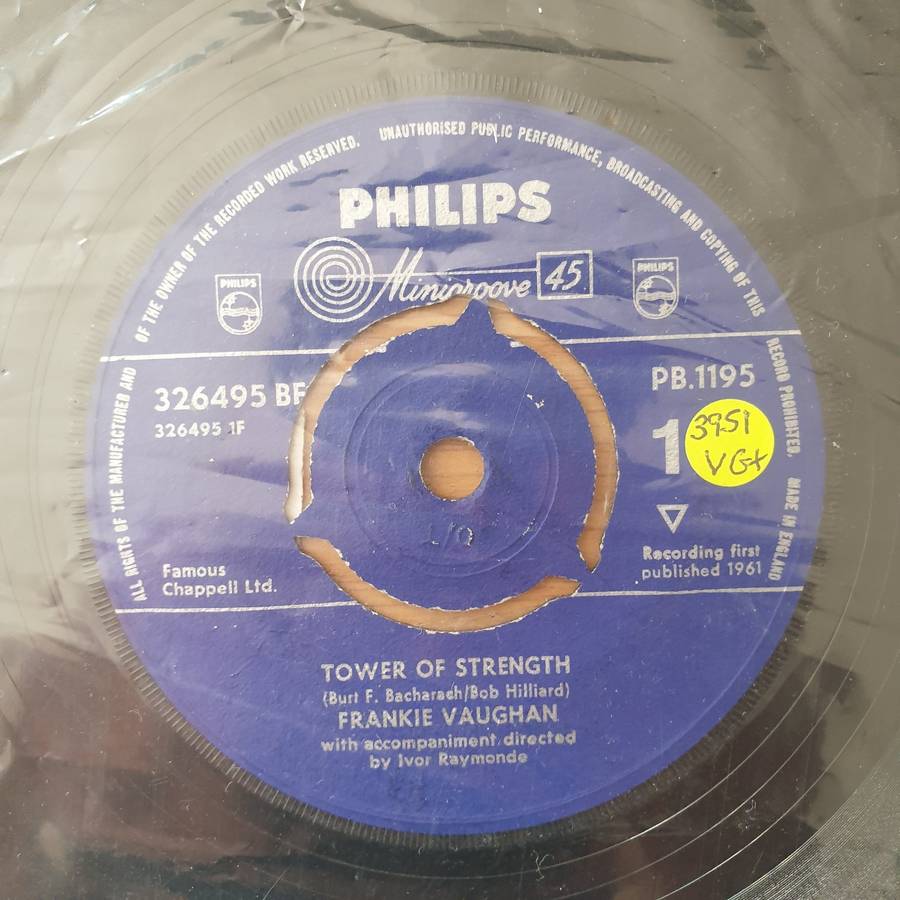 ALL RIGHTS OF THE MANUFACTURED AND OF THE OWNER OF THE RECORDED WORK RESERVED. UNAUTHORISED PUBLIC PERFORMANCE, BROADCASTING AND COPYING OF THIS RECORD PROHIBITED. MADE IN ENGLAND
PHILIPS
Minigroove 45
PHILIPS
PHILIPS
326495 BF
326495 1F
PB.1195
1
3951
VG+
Recording first
published 1961
Famous
Chappell Ltd.
L/Q
TOWER OF STRENGTH
(Burt F. Bacharach/Bob Hilliard)
FRANKIE VAUGHAN
with accompaniment directed
by Ivor Raymonde